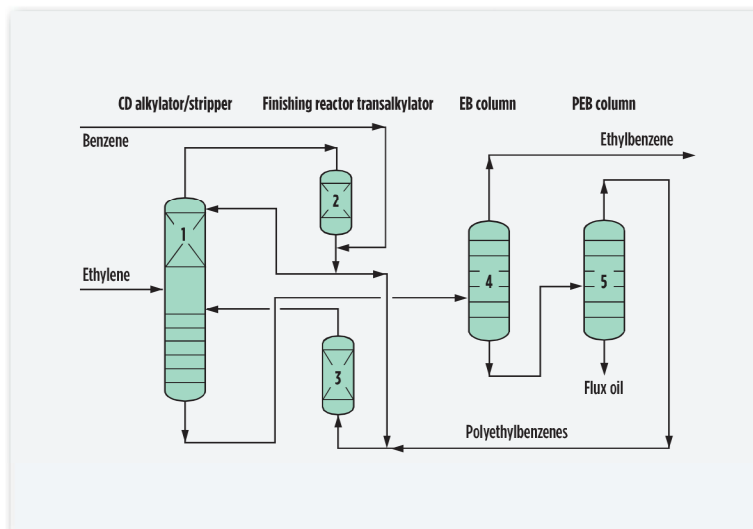 CD alkylator/stripper
Finishing reactor transalkylator
EB column
PEB column
Benzene
Ethylbenzene
2
1
Ethylene
4
5
3
Flux oil
Polyethylbenzenes